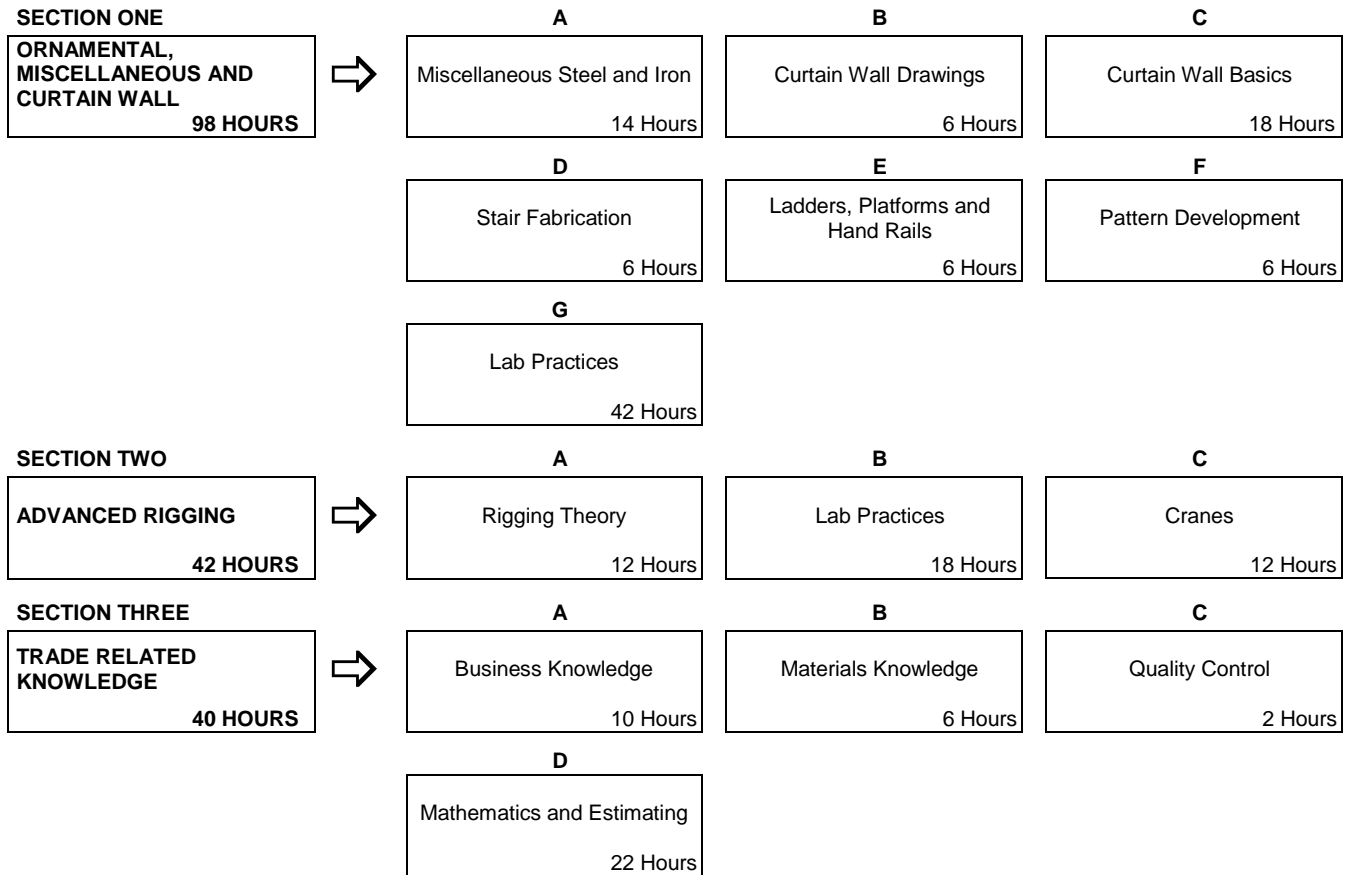 SECTION ONE
A
B
C
ORNAMENTAL,
MISCELLANEOUS AND
CURTAIN WALL
98 HOURS
Miscellaneous Steel and Iron
14 Hours
Curtain Wall Drawings
6 Hours
Curtain Wall Basics
18 Hours
D
E
F
Stair Fabrication
6 Hours
Ladders, Platforms and
Hand Rails
6 Hours
Pattern Development
6 Hours
G
Lab Practices
42 Hours
SECTION TWO
A
B
C
ADVANCED RIGGING
42 HOURS
Rigging Theory
12 Hours
Lab Practices
18 Hours
Cranes
12 Hours
SECTION THREE
A
B
C
TRADE RELATED
KNOWLEDGE
40 HOURS
Business Knowledge
10 Hours
Materials Knowledge
6 Hours
Quality Control
2 Hours
D
Mathematics and Estimating
22 Hours